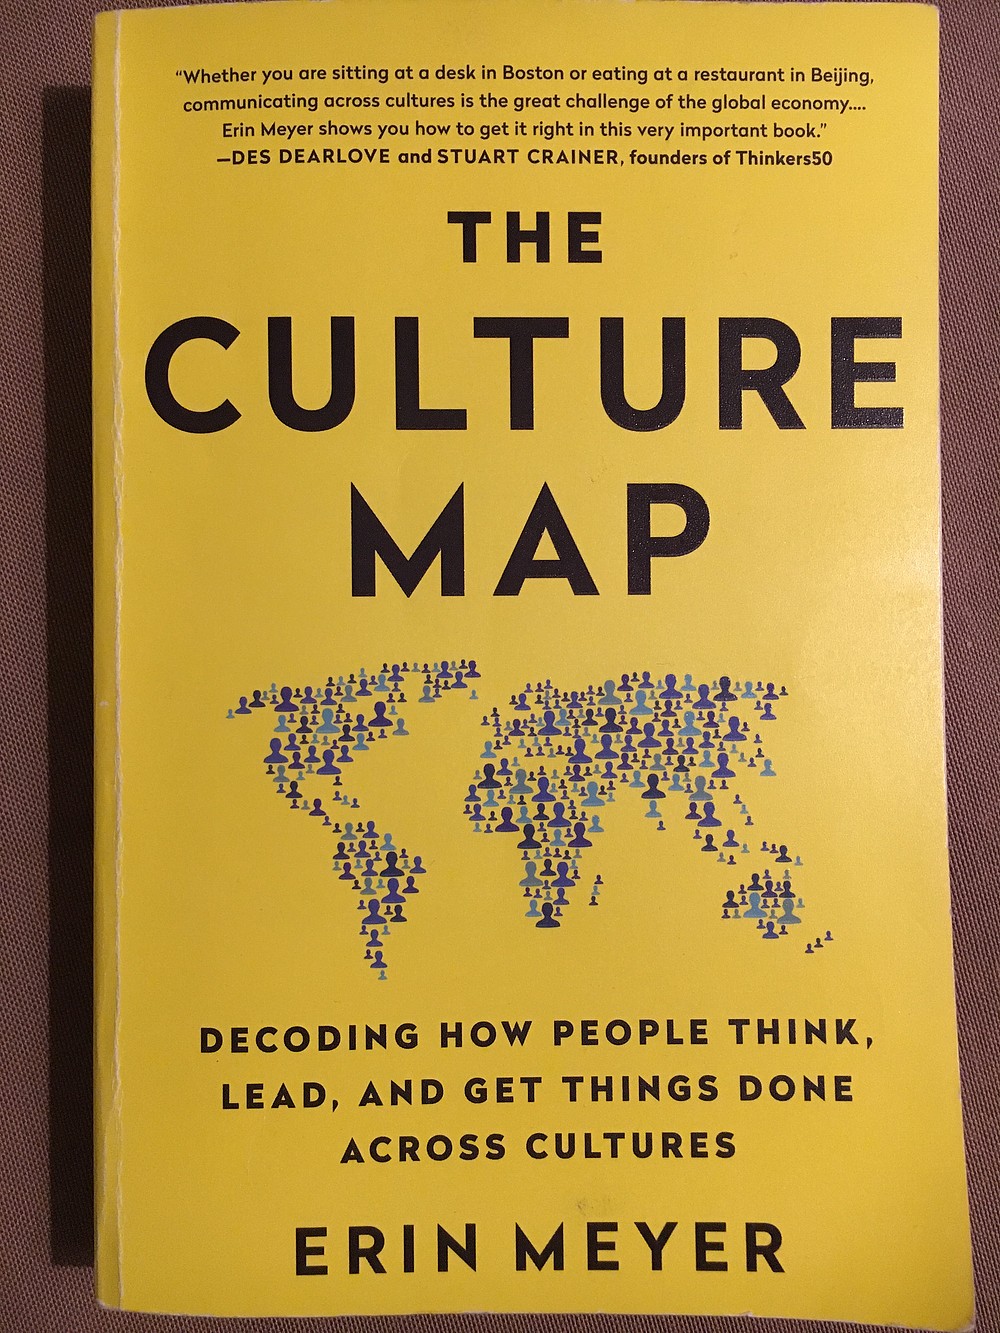 “Whether you are sitting at a desk in Boston or eating at a restaurant in Beijing,
communicating across cultures is the great challenge of the global economy....
Erin Meyer shows you how to get it right in this very important book.”
—DES DEARLOVE and STUART CRAINER, founders of Thinkers50
THE
CULTURE
MAP
DECODING HOW PEOPLE THINK,
LEAD, AND GET THINGS DONE
ACROSS CULTURES
ERIN MEYER